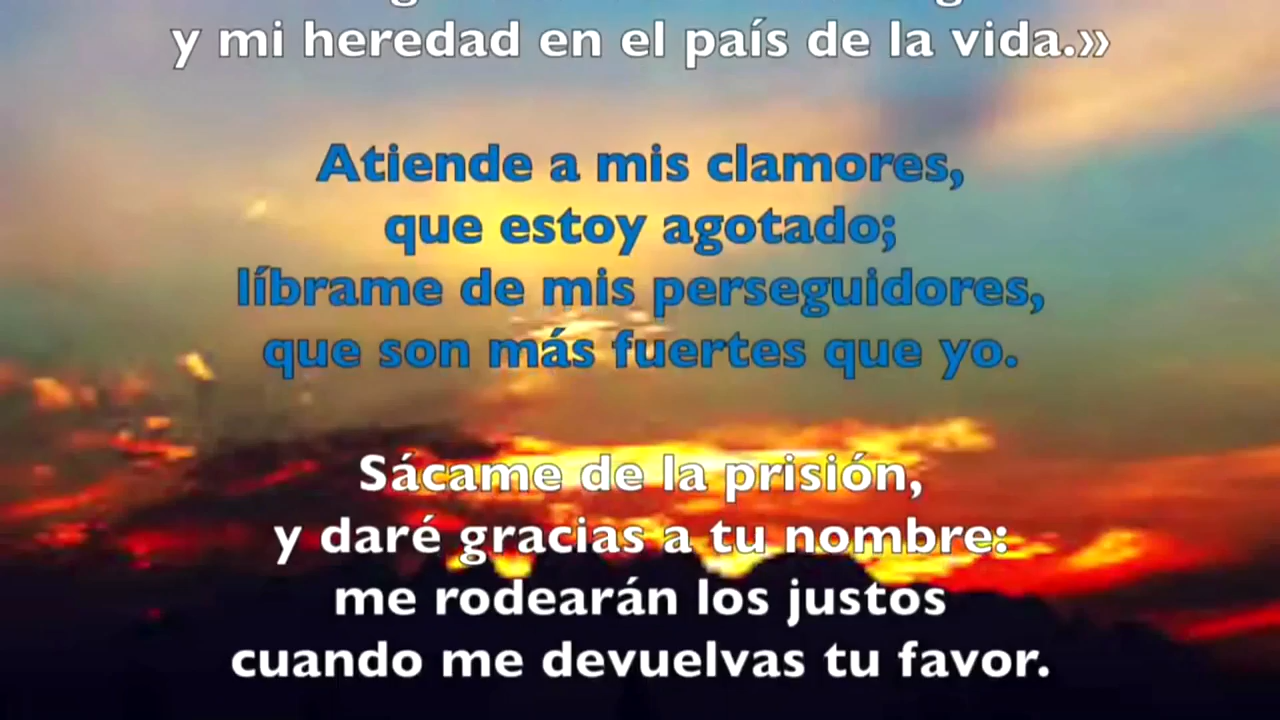 y mi heredad en el país de la vida.»
Atiende a mis clamores,
que estoy agotado;
líbrame de mis perseguidores,
que son más fuertes que yo.
Sácame de la prisión,
y daré gracias a tu nombre:
me rodearán los justos
cuando me devuelvas tu favor.